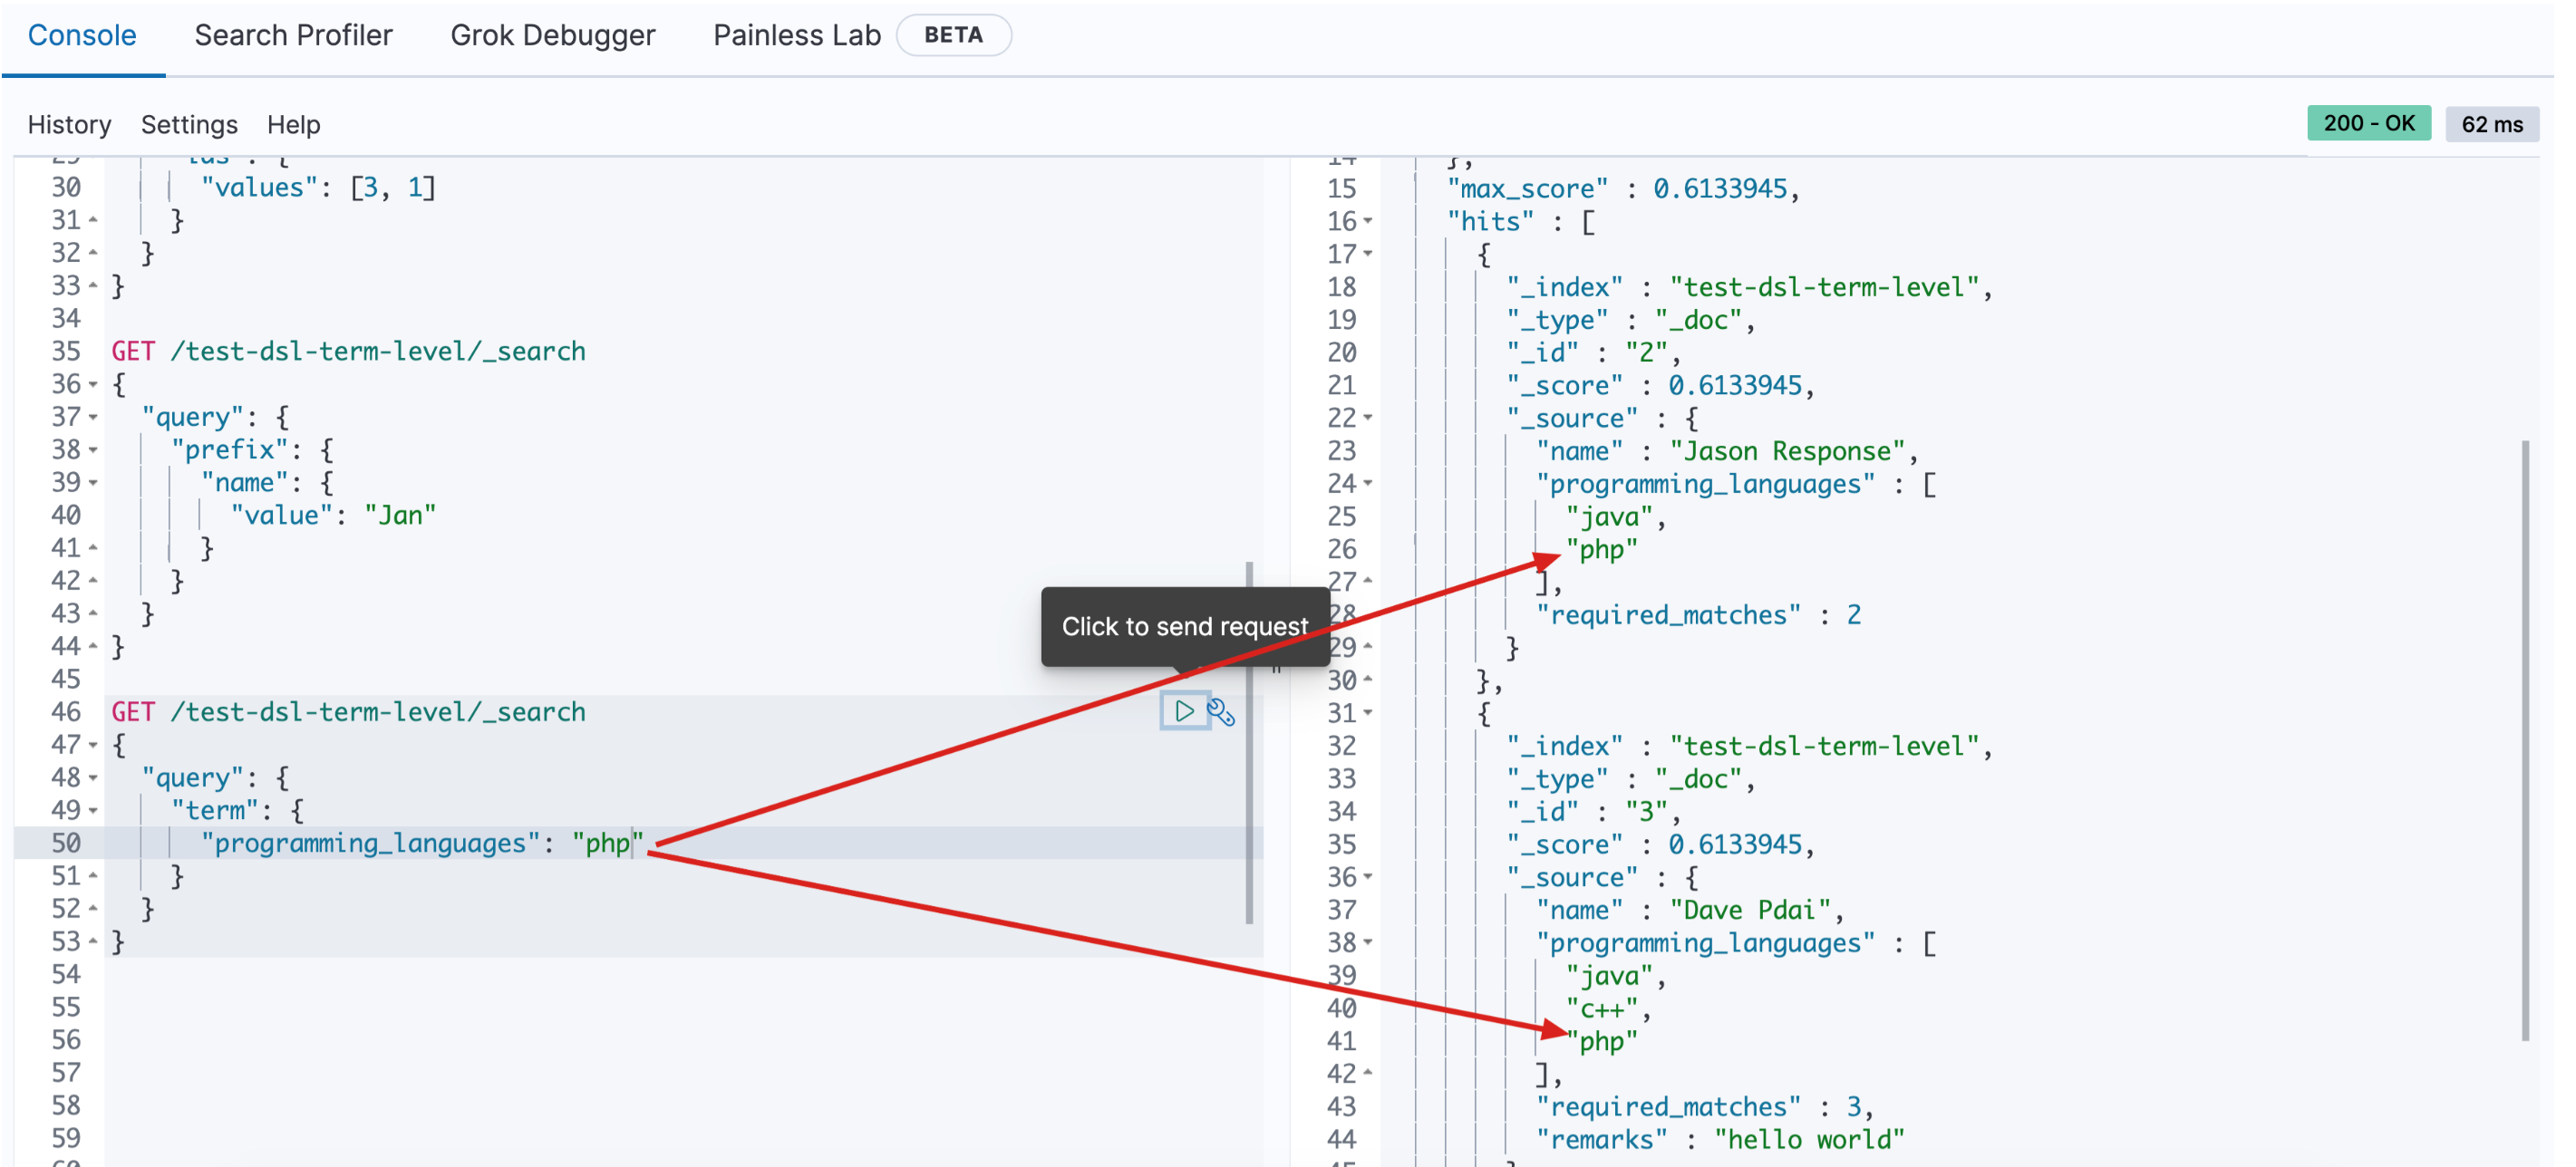 Console Search Profiler Grok Debugger Painless Lab BETA
History Settings Help 200 - OK 62 ms
30 "values": [3, 1]
31 }
32 }
33 }
34
35 GET /test-dsl-term-level/_search
36 {
37 "query": {
38 "prefix": {
39 "name": {
40 "value": "Jan"
41 }
42 }
43 }
44 }
45
46 GET /test-dsl-term-level/_search
47 {
48 "query": {
49 "term": {
50 "programming_languages": "php"
51 }
52 }
53 }
54
55
56
57
58
59
Click to send request
14 },
15 "max_score" : 0.6133945,
16 "hits" : [
17 {
18 "_index" : "test-dsl-term-level",
19 "_type" : "_doc",
20 "_id" : "2",
21 "_score" : 0.6133945,
22 "_source" : {
23 "name" : "Jason Response",
24 "programming_languages" : [
25 "java",
26 "php"
27 ],
28 "required_matches" : 2
29 }
30 },
31 {
32 "_index" : "test-dsl-term-level",
33 "_type" : "_doc",
34 "_id" : "3",
35 "_score" : 0.6133945,
36 "_source" : {
37 "name" : "Dave Pdai",
38 "programming_languages" : [
39 "java",
40 "c++",
41 "php"
42 ],
43 "required_matches" : 3,
44 "remarks" : "hello world"